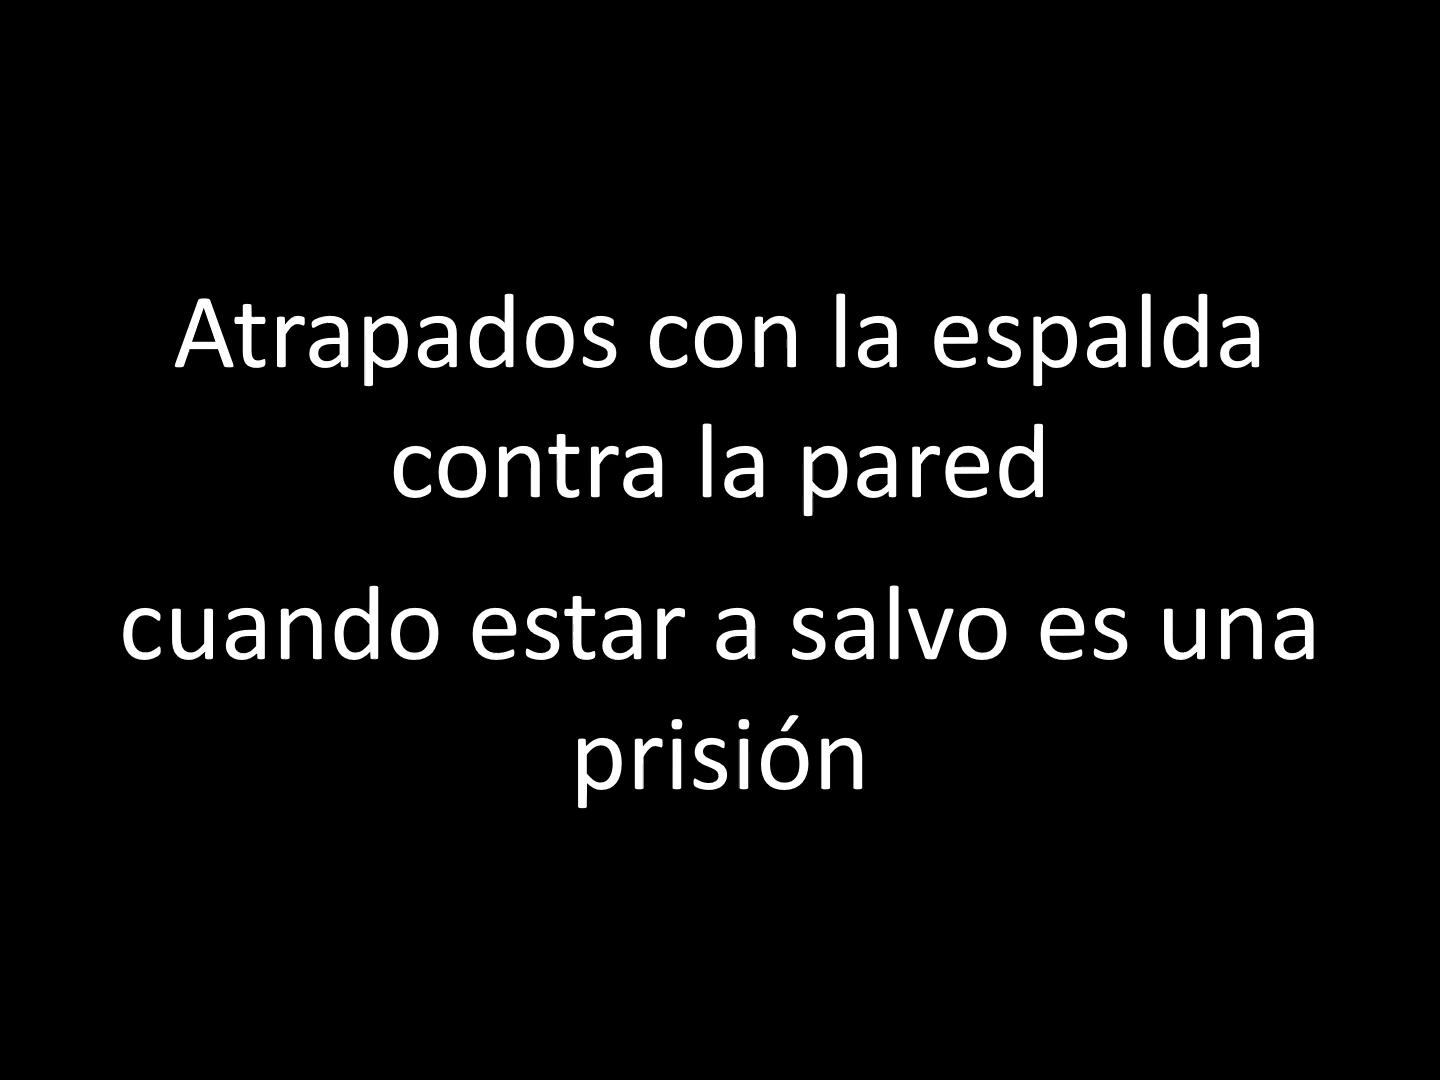 Atrapados con la espalda
contra la pared
cuando estar a salvo es una
prisión